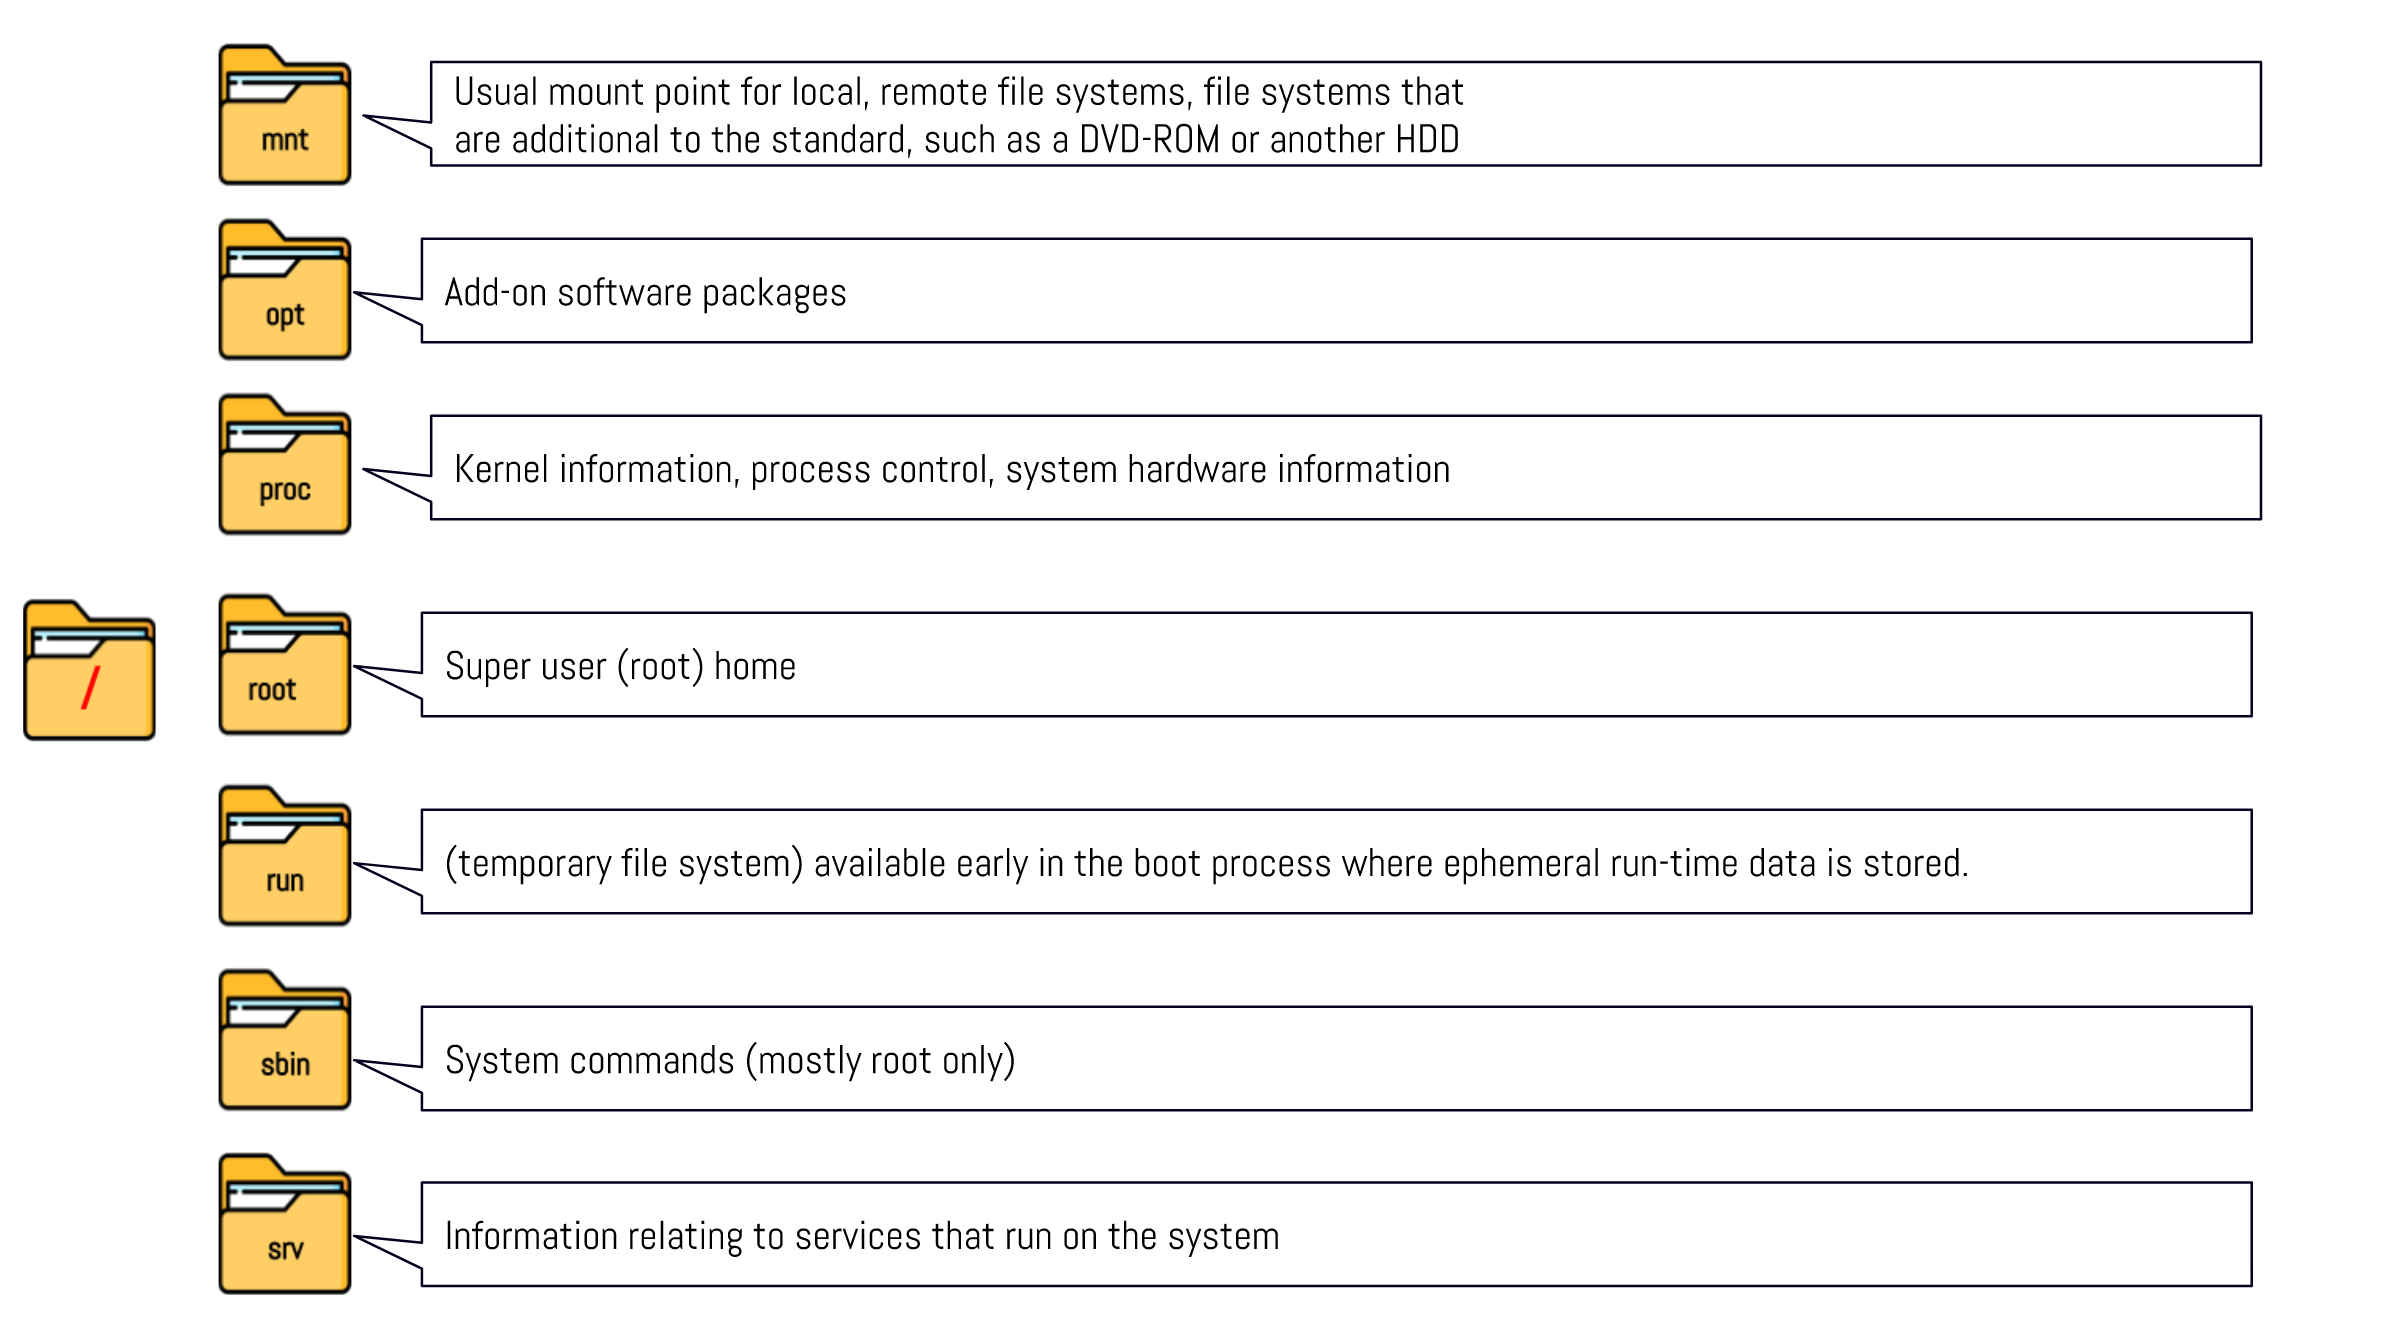 mnt
Usual mount point for local, remote file systems, file systems that
are additional to the standard, such as a DVD-ROM or another HDD
opt
Add-on software packages
proc
Kernel information, process control, system hardware information
/
root
Super user (root) home
run
(temporary file system) available early in the boot process where ephemeral run-time data is stored.
sbin
System commands (mostly root only)
srv
Information relating to services that run on the system